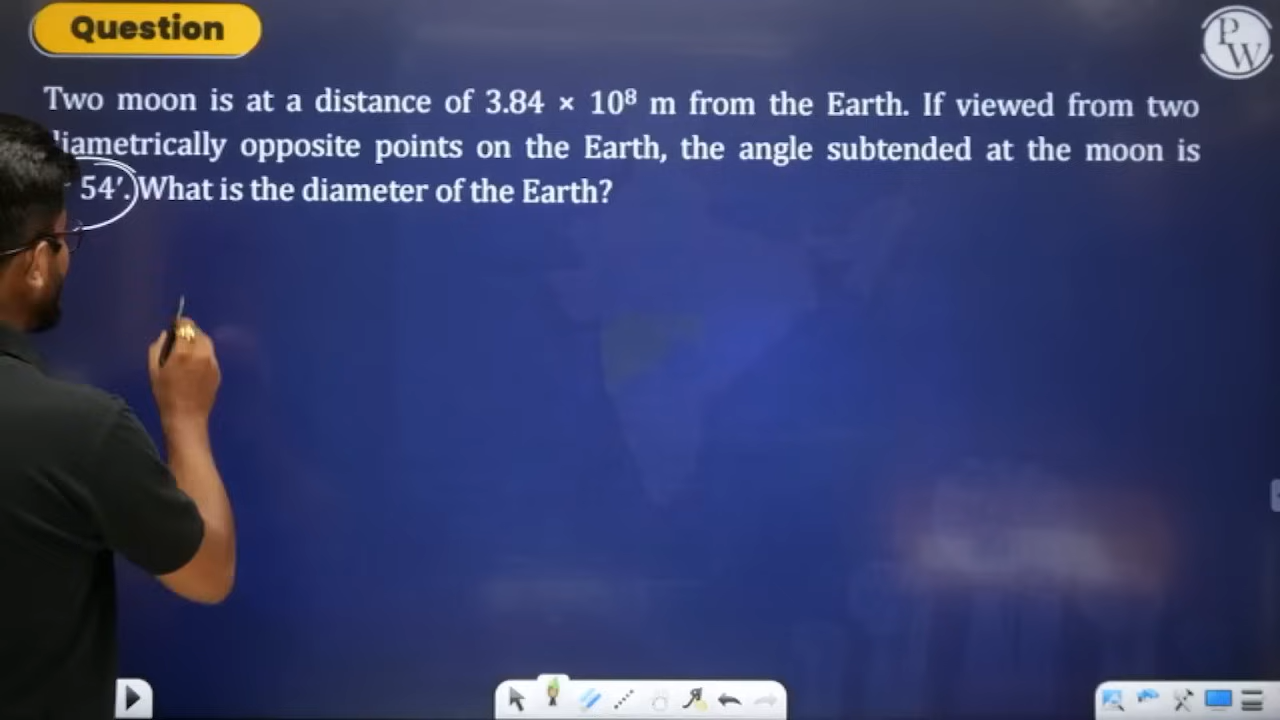 Question
P
W
Two moon is at a distance of 3.84 × 10⁸ m from the Earth. If viewed from two
diametrically opposite points on the Earth, the angle subtended at the moon is
54′. What is the diameter of the Earth?